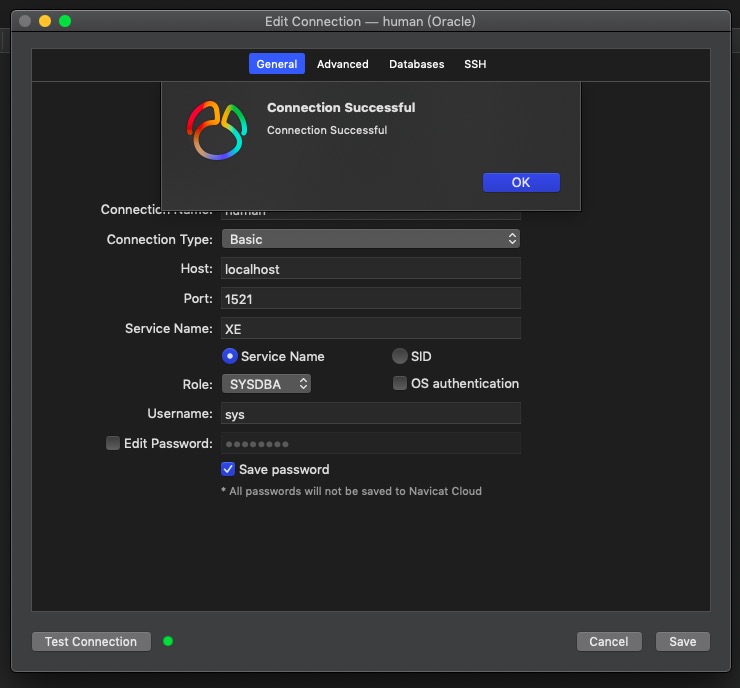 Edit Connection — human (Oracle)
General Advanced Databases SSH
Connection Successful
Connection Successful
OK
Connection Name: human
Connection Type: Basic
Host: localhost
Port: 1521
Service Name: XE
Service Name SID
Role: SYSDBA OS authentication
Username: sys
Edit Password: ●●●●●●●●
Save password
* All passwords will not be saved to Navicat Cloud
Test Connection Cancel Save